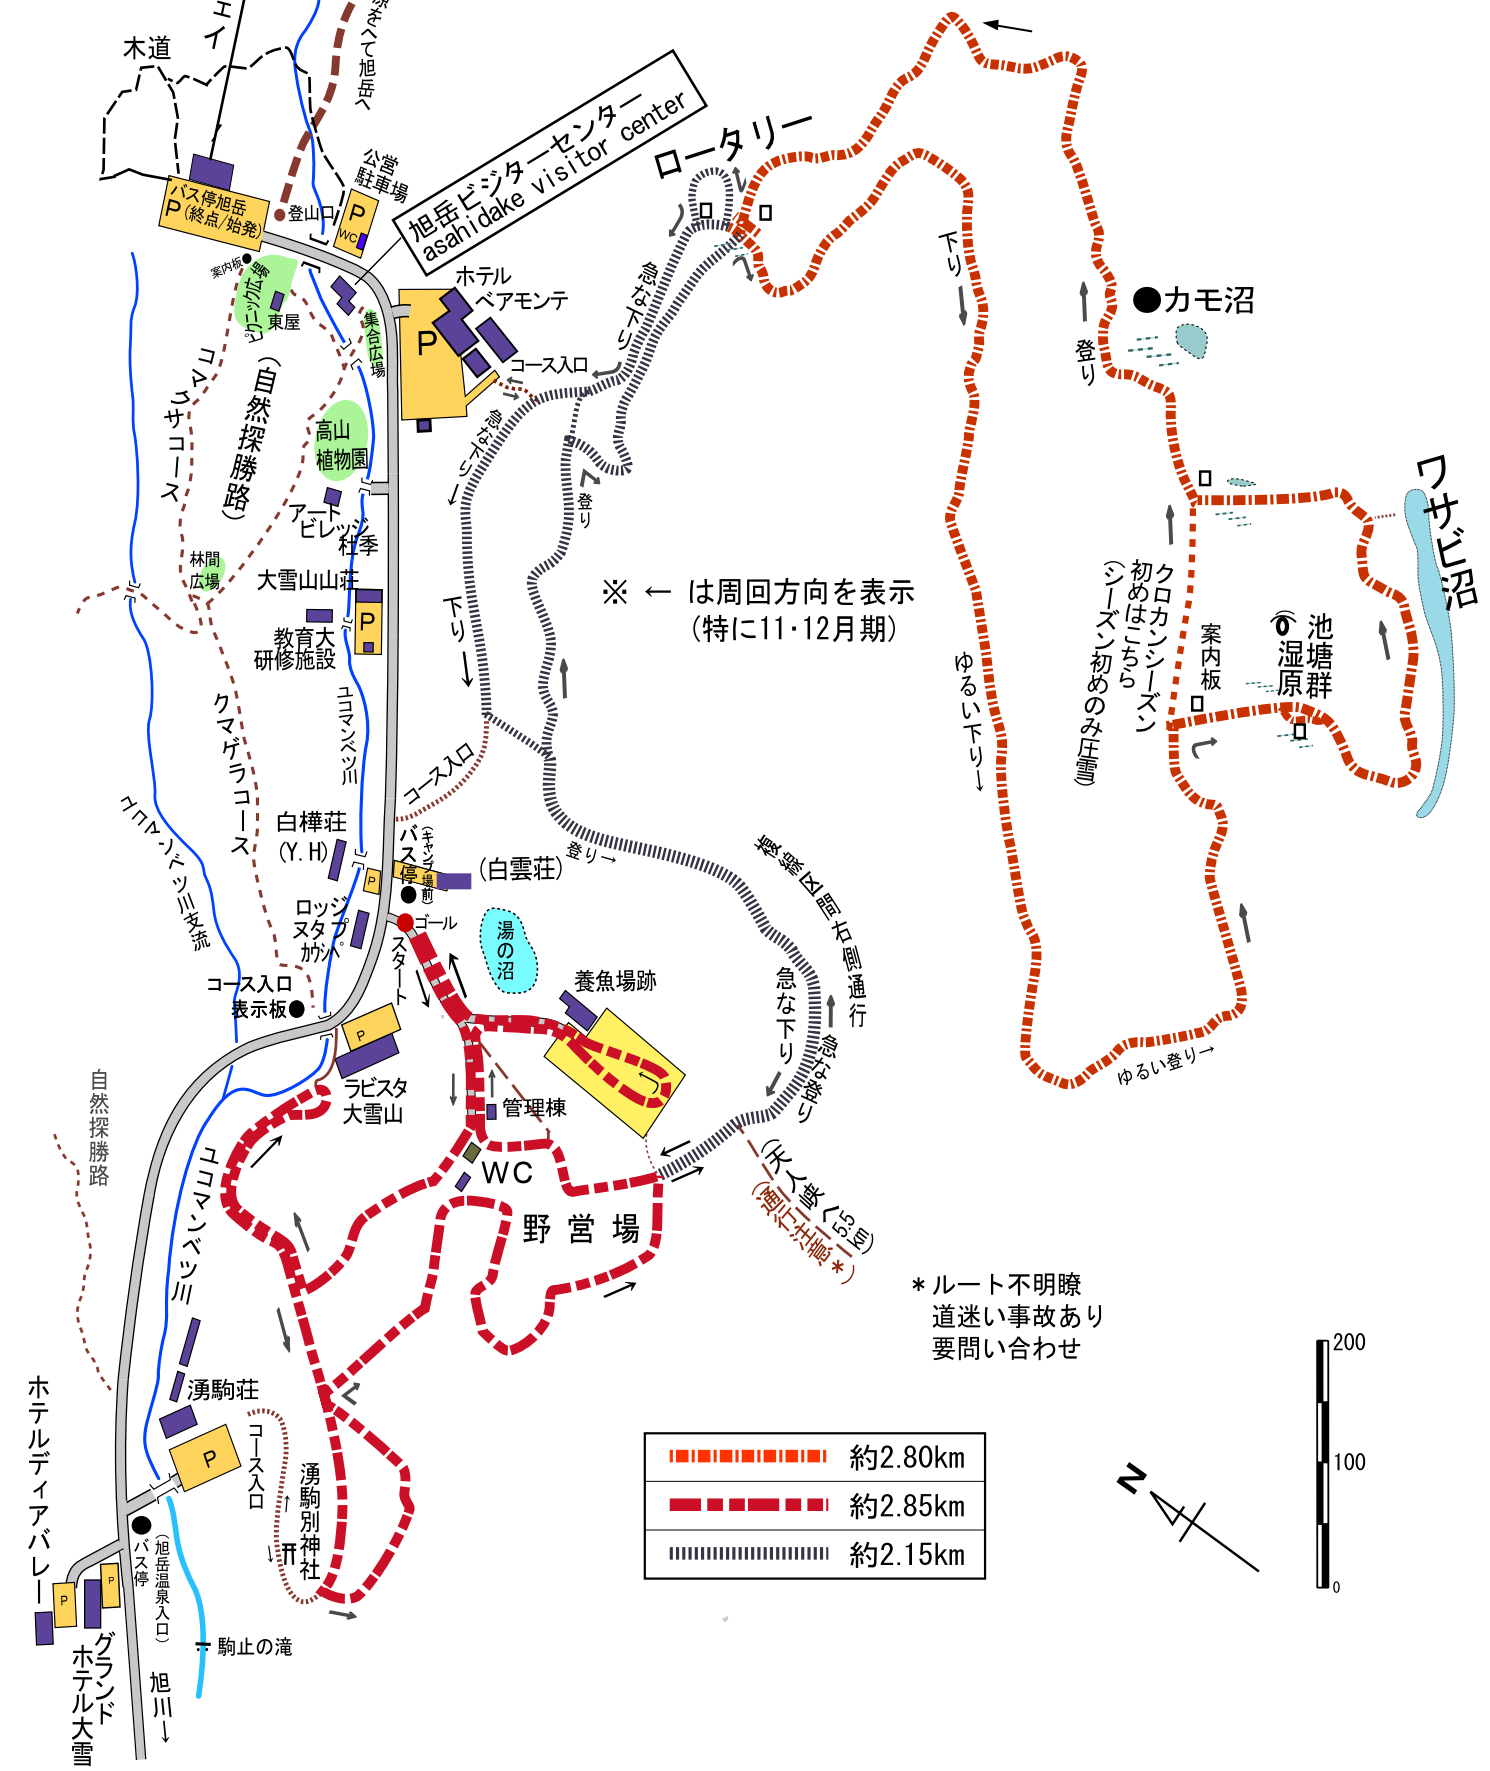 ェイ
木道
原をへて旭岳へ
公営
駐車場
バス停旭岳
P(終点/始発)
登山口
P
WC
旭岳ビジターセンター
asahidake visitor center
ロータリー
案内板
ピクニック広場
東屋
集合広場
ホテル
ベアモンテ
P
コース入口
急な下り
急な下り
下り
登り
カモ沼
コマクサコース
(自然探勝路)
高山
植物園
アート
ビレッジ
杜季
林間
広場
大雪山山荘
P
教育大
研修施設
登り
下り
※ ← は周回方向を表示
(特に11・12月期)
ワサビ沼
クロカンシーズン
初めはこちら
(シーズン初めのみ圧雪)
案内板
池塘群
湿原
ゆるい下り→
クマゲラコース
ユコマンベツ川
コース入口
ユコマンベツ川支流
白樺荘
(Y.H)
P
バス停
(キャンプ場前)
(白雲荘)
登り→
複線区間右側通行
ロッジ
ヌタプ
カウシペ
ゴール
スタート
湯の沼
養魚場跡
急な下り
急な登り
コース入口
表示板
P
ラビスタ
大雪山
管理棟
WC
野営場
ゆるい登り→
自然探勝路
ユコマンベツ川
(天人峡へ5.5km)
(通行注意*)
*ルート不明瞭
道迷い事故あり
要問い合わせ
湧駒荘
P
コース入口
湧駒別神社
←
→
ホテルディアバレー
バス停
(旭岳温泉入口)
P
P
グランド
ホテル大雪
旭川→
駒止の滝
約2.80km
約2.85km
約2.15km
N
200
100
0